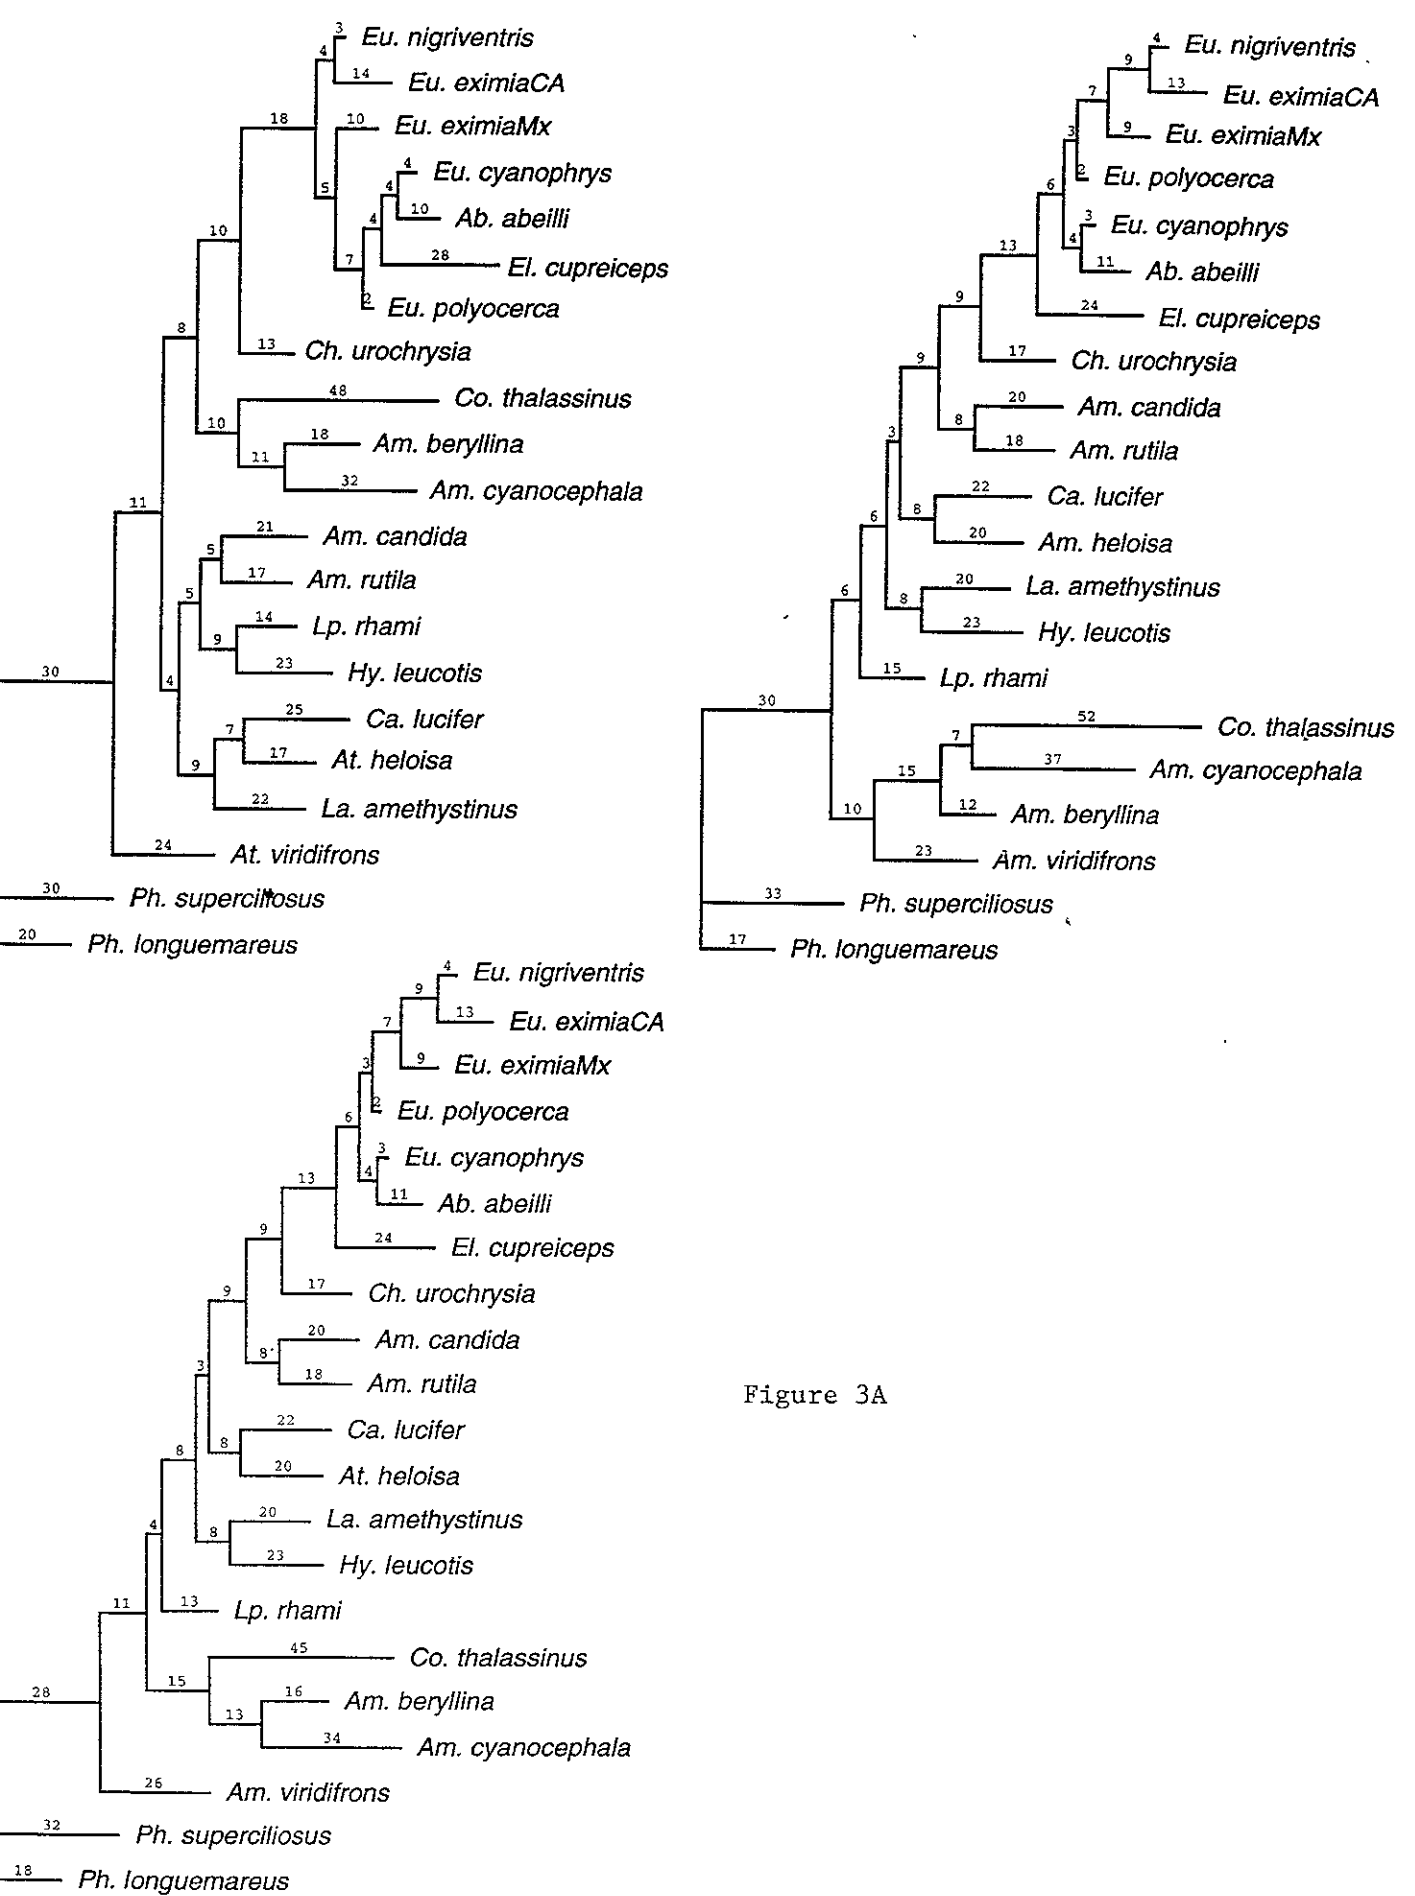 3
Eu. nigriventris
4
14
Eu. eximiaCA
18
10
Eu. eximiaMx
4
Eu. cyanophrys
5
4
10
Ab. abeilli
4
10
7
28
El. cupreiceps
2
Eu. polyocerca
8
13
Ch. urochrysia
48
Co. thalassinus
10
18
Am. beryllina
11
32
Am. cyanocephala
11
21
Am. candida
5
17
Am. rutila
5
14
Lp. rhami
9
23
Hy. leucotis
30
4
25
Ca. lucifer
7
17
At. heloisa
9
22
La. amethystinus
24
At. viridifrons
30
Ph. superciliosus
20
Ph. longuemareus
4
Eu. nigriventris
9
13
Eu. eximiaCA
7
9
Eu. eximiaMx
3
2
Eu. polyocerca
6
3
Eu. cyanophrys
4
13
11
Ab. abeilli
9
24
El. cupreiceps
9
17
Ch. urochrysia
20
Am. candida
8
3
18
Am. rutila
22
Ca. lucifer
6
8
20
Am. heloisa
6
20
La. amethystinus
8
23
Hy. leucotis
15
Lp. rhami
30
52
Co. thalassinus
7
37
Am. cyanocephala
15
10
12
Am. beryllina
23
Am. viridifrons
33
Ph. superciliosus
17
Ph. longuemareus
4
Eu. nigriventris
9
13
Eu. eximiaCA
7
9
Eu. eximiaMx
3
2
Eu. polyocerca
6
3
Eu. cyanophrys
4
13
11
Ab. abeilli
9
24
El. cupreiceps
9
17
Ch. urochrysia
20
Am. candida
8
3
18
Am. rutila
22
Ca. lucifer
8
8
20
At. heloisa
4
20
La. amethystinus
8
23
Hy. leucotis
11
13
Lp. rhami
45
Co. thalassinus
15
28
16
Am. beryllina
13
34
Am. cyanocephala
26
Am. viridifrons
32
Ph. superciliosus
18
Ph. longuemareus
Figure 3A